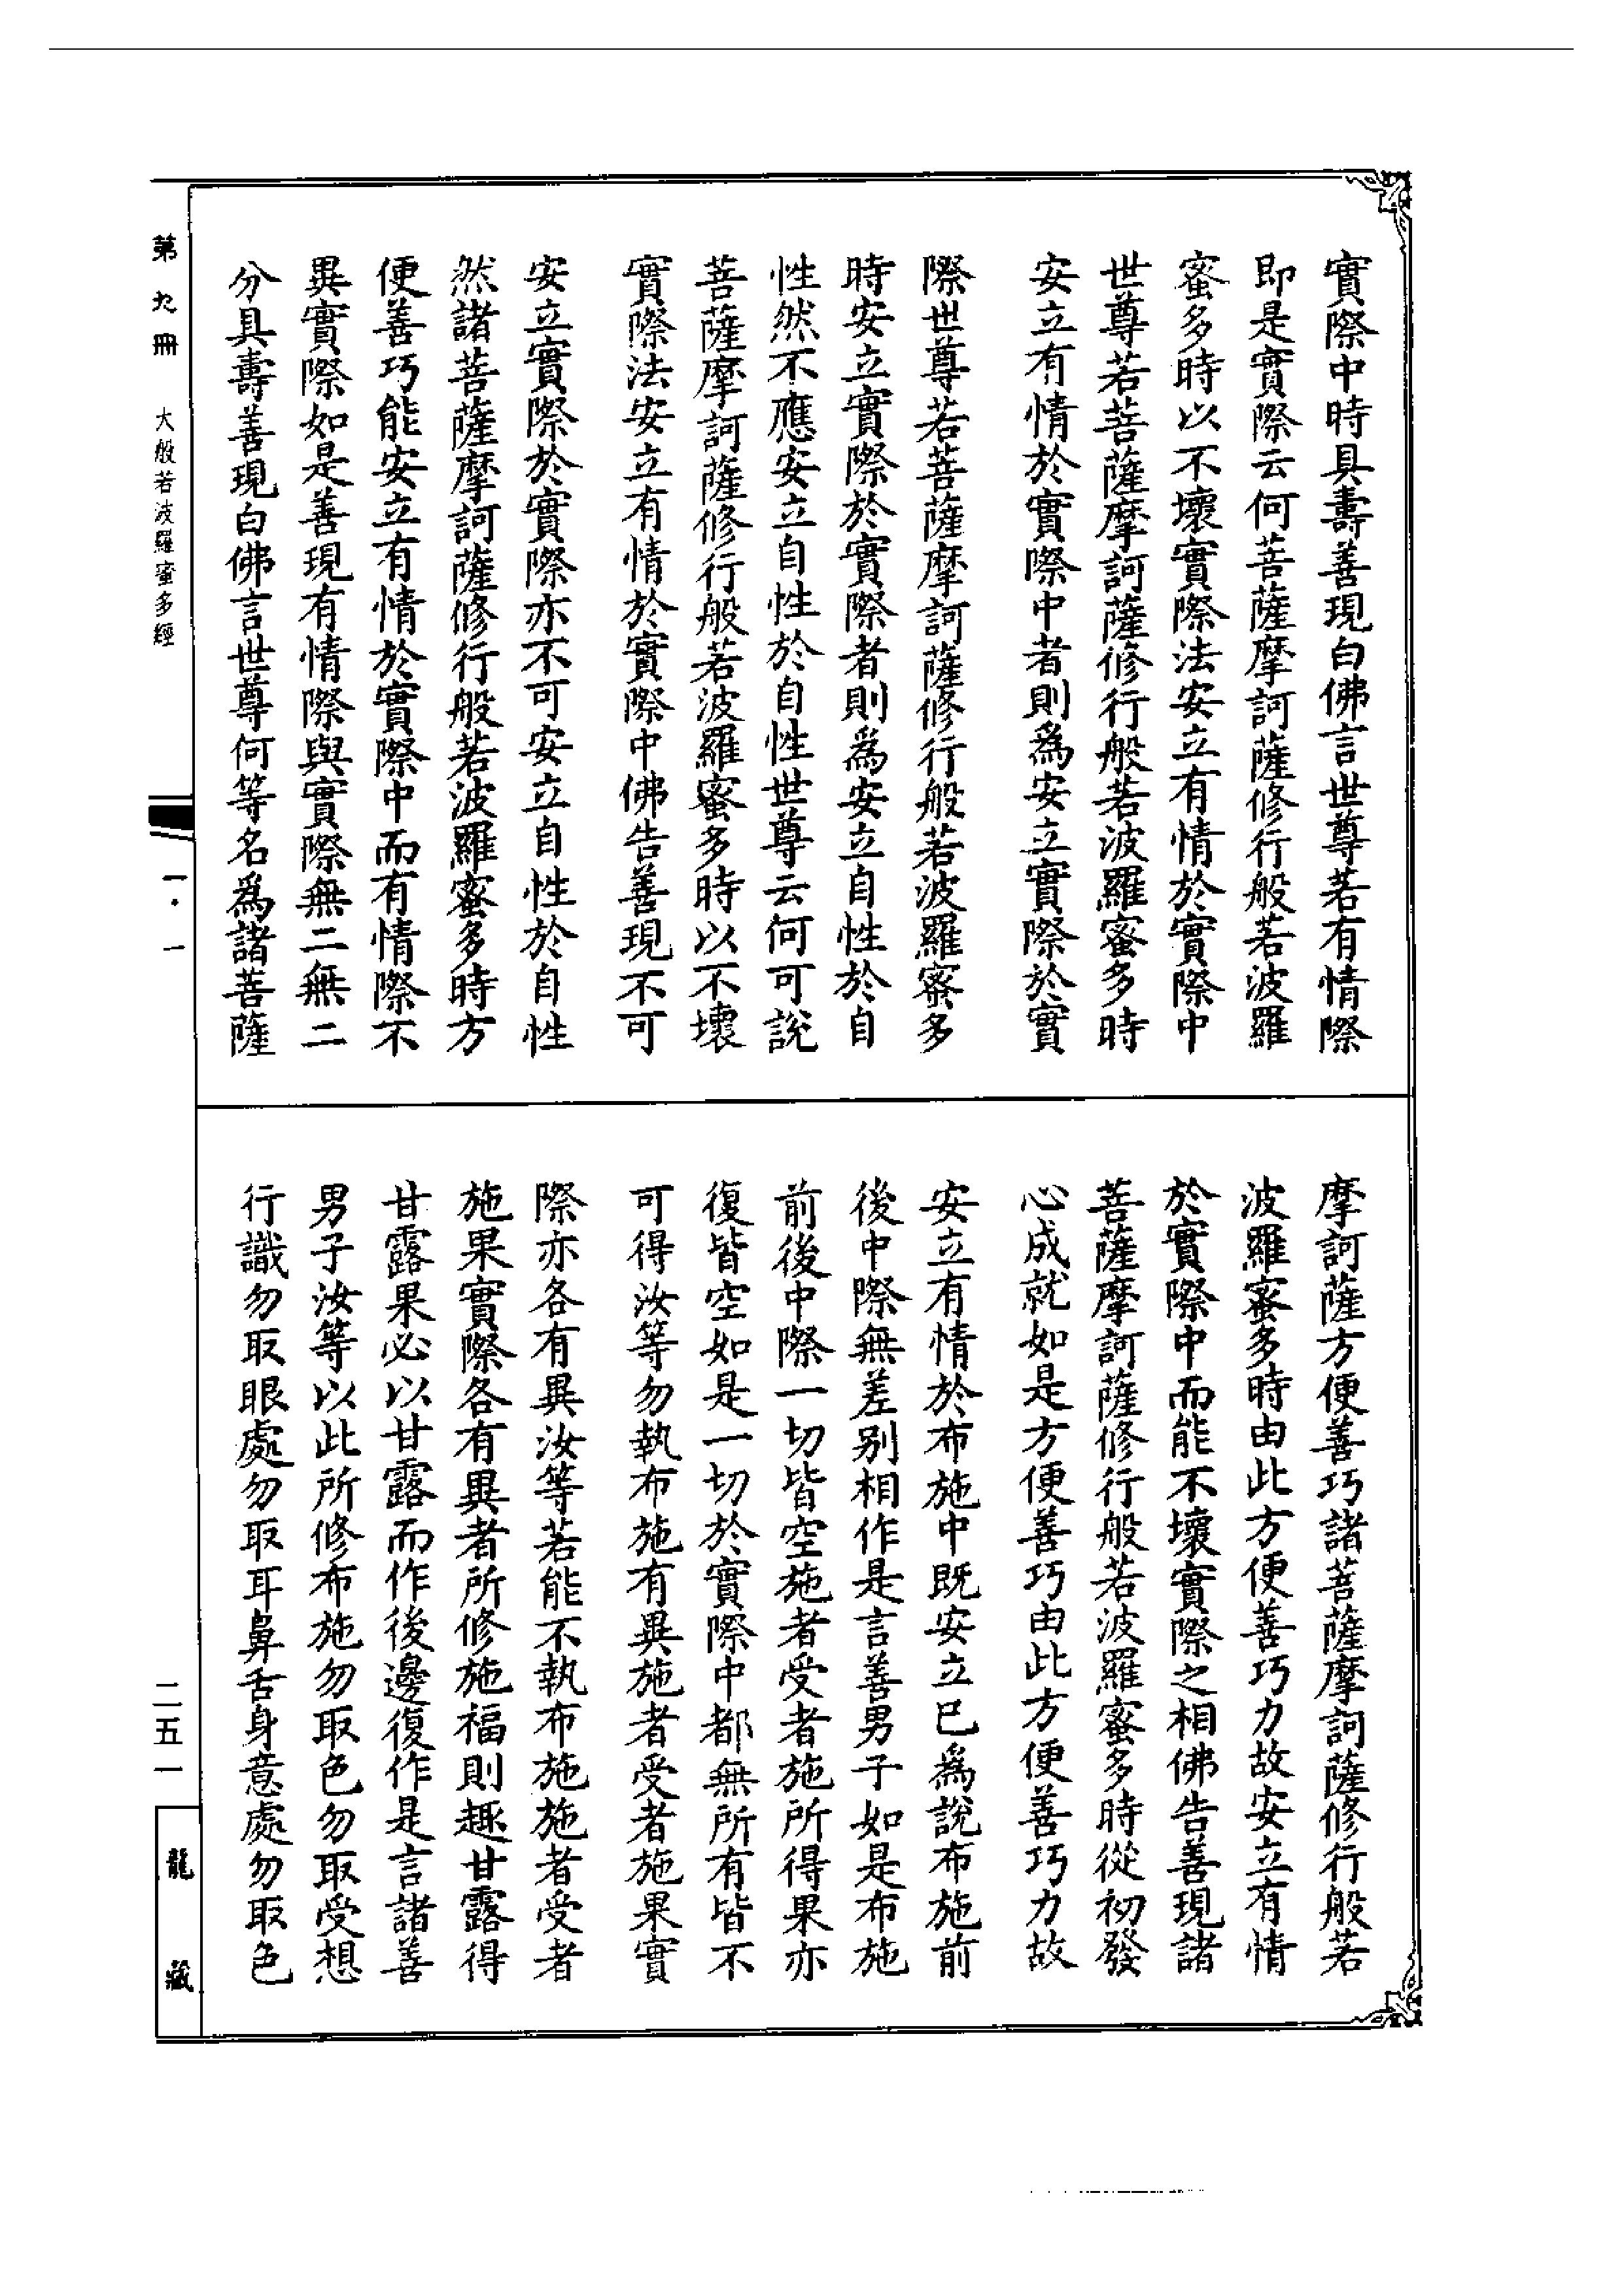 實際中時具壽善現白佛言世尊若有情際
即是實際云何菩薩摩訶薩修行般若波羅
蜜多時以不壞實際法安立有情於實際中
世尊若菩薩摩訶薩修行般若波羅蜜多時
安立有情於實際中者則為安立實際於實
際世尊若菩薩摩訶薩修行般若波羅蜜多
時安立實際於實際者則為安立自性於自
性然不應安立自性於自性世尊云何可說
菩薩摩訶薩修行般若波羅蜜多時以不壞
實際法安立有情於實際中佛告善現不可
安立實際於實際亦不可安立自性於自性
然諸菩薩摩訶薩修行般若波羅蜜多時方
便善巧能安立有情於實際中而有情際不
異實際如是善現有情際與實際無二無二
分具壽善現白佛言世尊何等名為諸菩薩
摩訶薩方便善巧諸菩薩摩訶薩修行般若
波羅蜜多時由此方便善巧力故安立有情
於實際中而能不壞實際之相佛告善現諸
菩薩摩訶薩修行般若波羅蜜多時從初發
心成就如是方便善巧由此方便善巧力故
安立有情於布施中既安立已為說布施前
後中際無差别相作是言善男子如是布施
前後中際一切皆空施者受者施所得果亦
復皆空如是一切於實際中都無所有皆不
可得汝等勿執布施有異施者受者施果實
際亦各有異汝等若能不執布施施者受者
施果實際各有異者所修施福則趣甘露得
甘露果必以甘露而作後邊復作是言諸善
男子汝等以此所修布施勿取色勿取受想
行識勿取眼處勿取耳鼻舌身意處勿取色
第九冊 大般若波羅蜜多經
一·一
二五一
龍藏